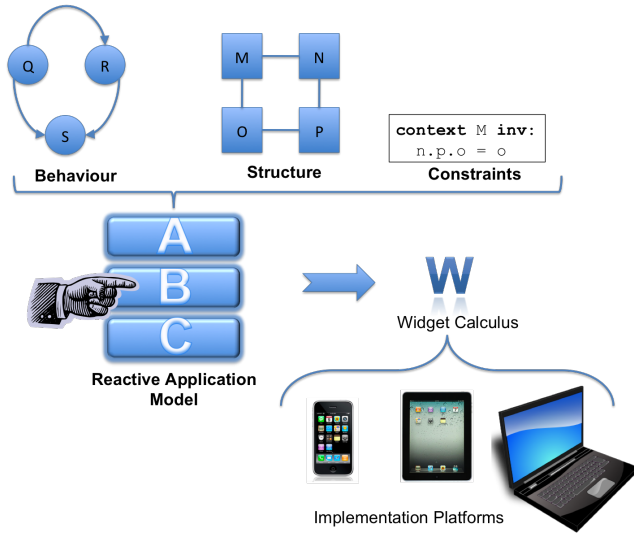 Q
R
S
M
N
O
P
context M inv:
n.p.o = o
Behaviour
Structure
Constraints
A
B
C
W
Widget Calculus
Reactive Application
Model
Implementation Platforms